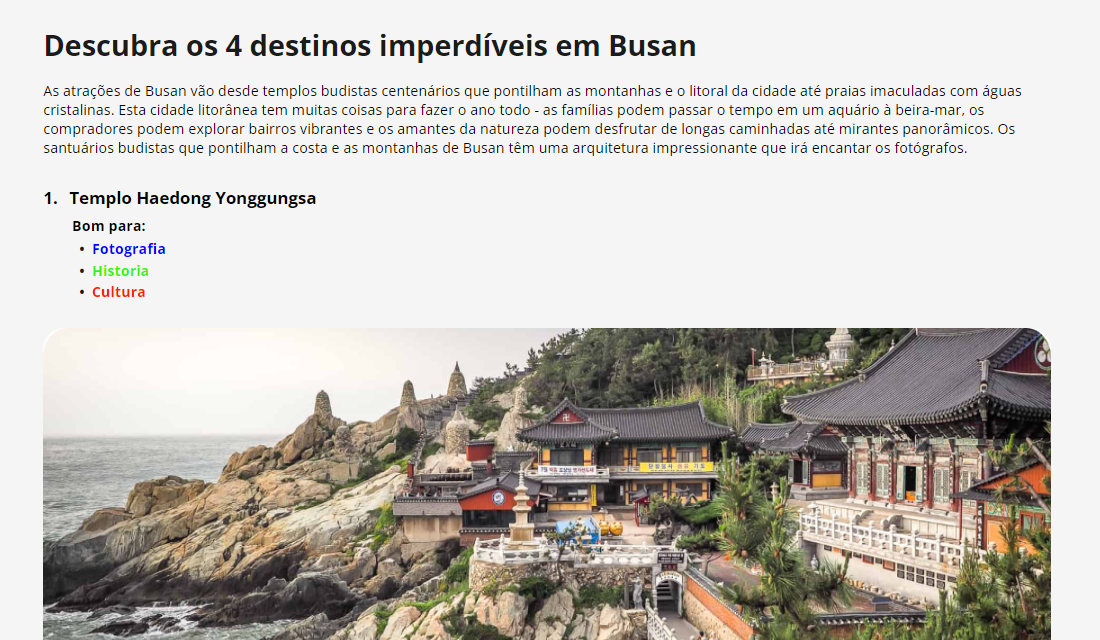 Descubra os 4 destinos imperdíveis em Busan
As atrações de Busan vão desde templos budistas centenários que pontilham as montanhas e o litoral da cidade até praias imaculadas com águas
cristalinas. Esta cidade litorânea tem muitas coisas para fazer o ano todo - as famílias podem passar o tempo em um aquário à beira-mar, os
compradores podem explorar bairros vibrantes e os amantes da natureza podem desfrutar de longas caminhadas até mirantes panorâmicos. Os
santuários budistas que pontilham a costa e as montanhas de Busan têm uma arquitetura impressionante que irá encantar os fotógrafos.
1. Templo Haedong Yonggungsa
Bom para:
• Fotografia
• Historia
• Cultura